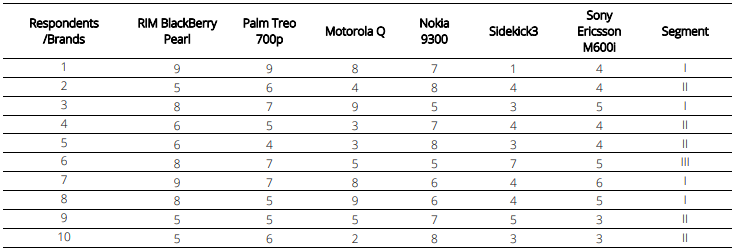 Respondents /Brands RIM BlackBerry Pearl Palm Treo 700p Motorola Q Nokia 9300 Sidekick3 Sony Ericsson M600i Segment
1 9 9 8 7 1 4 I
2 5 6 4 8 4 4 II
3 8 7 9 5 3 5 I
4 6 5 3 7 4 4 II
5 6 4 3 8 3 4 II
6 8 7 5 5 7 5 III
7 9 7 8 6 4 6 I
8 8 5 9 6 4 5 I
9 5 5 5 7 5 3 II
10 5 6 2 8 3 3 II